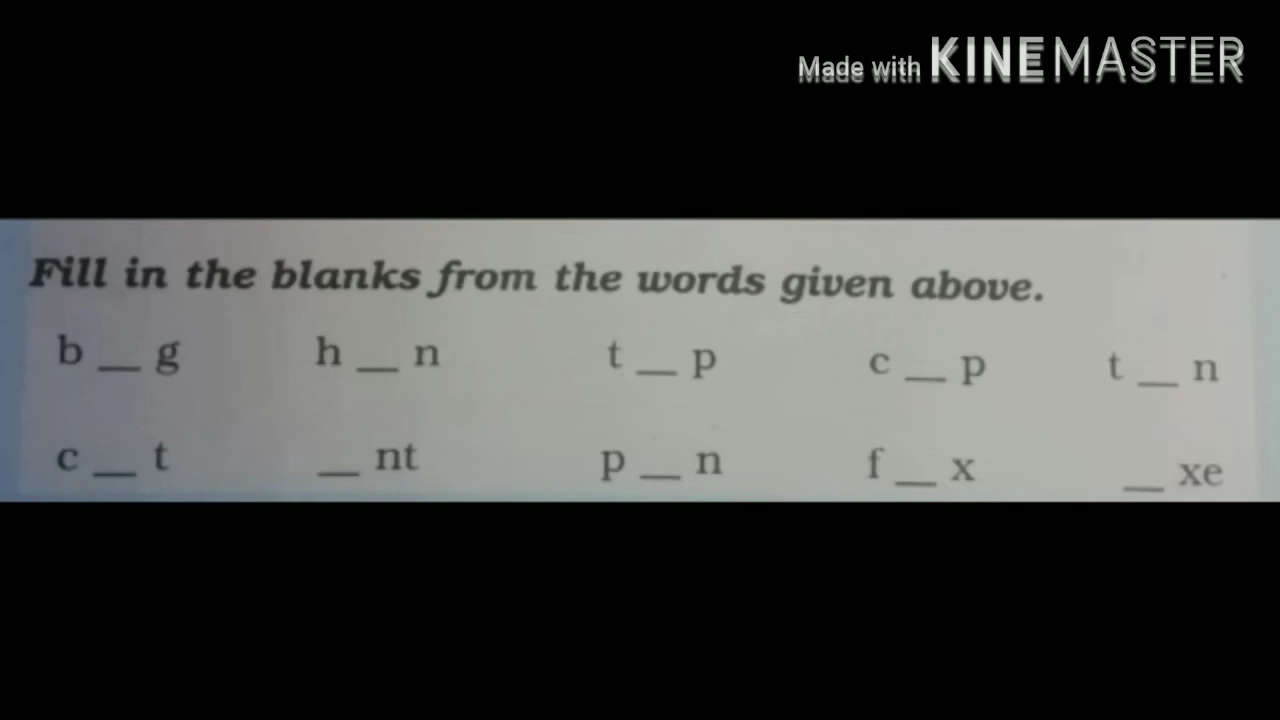 Made with KINEMASTER
Fill in the blanks from the words given above.
b __ g h __ n t __ p c __ p t __ n
c __ t __ nt p __ n f __ x __ xe